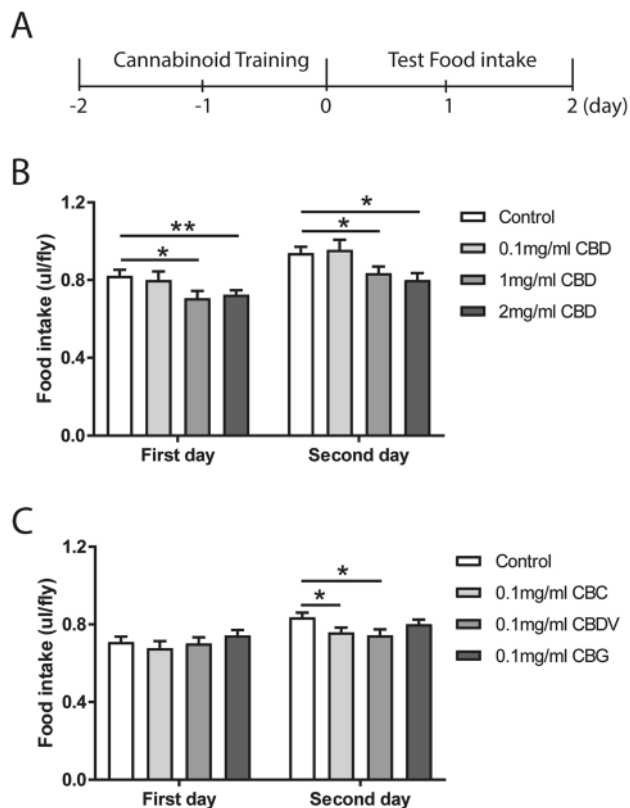 A
Cannabinoid Training
Test Food intake
-2 -1 0 1 2 (day)
B
Food intake (ul/fly)
1.2
0.8
0.4
0.0
* ** * *
First day
Second day
Control
0.1mg/ml CBD
1mg/ml CBD
2mg/ml CBD
C
Food intake (ul/fly)
1.2
0.8
0.4
0.0
* *
First day
Second day
Control
0.1mg/ml CBC
0.1mg/ml CBDV
0.1mg/ml CBG